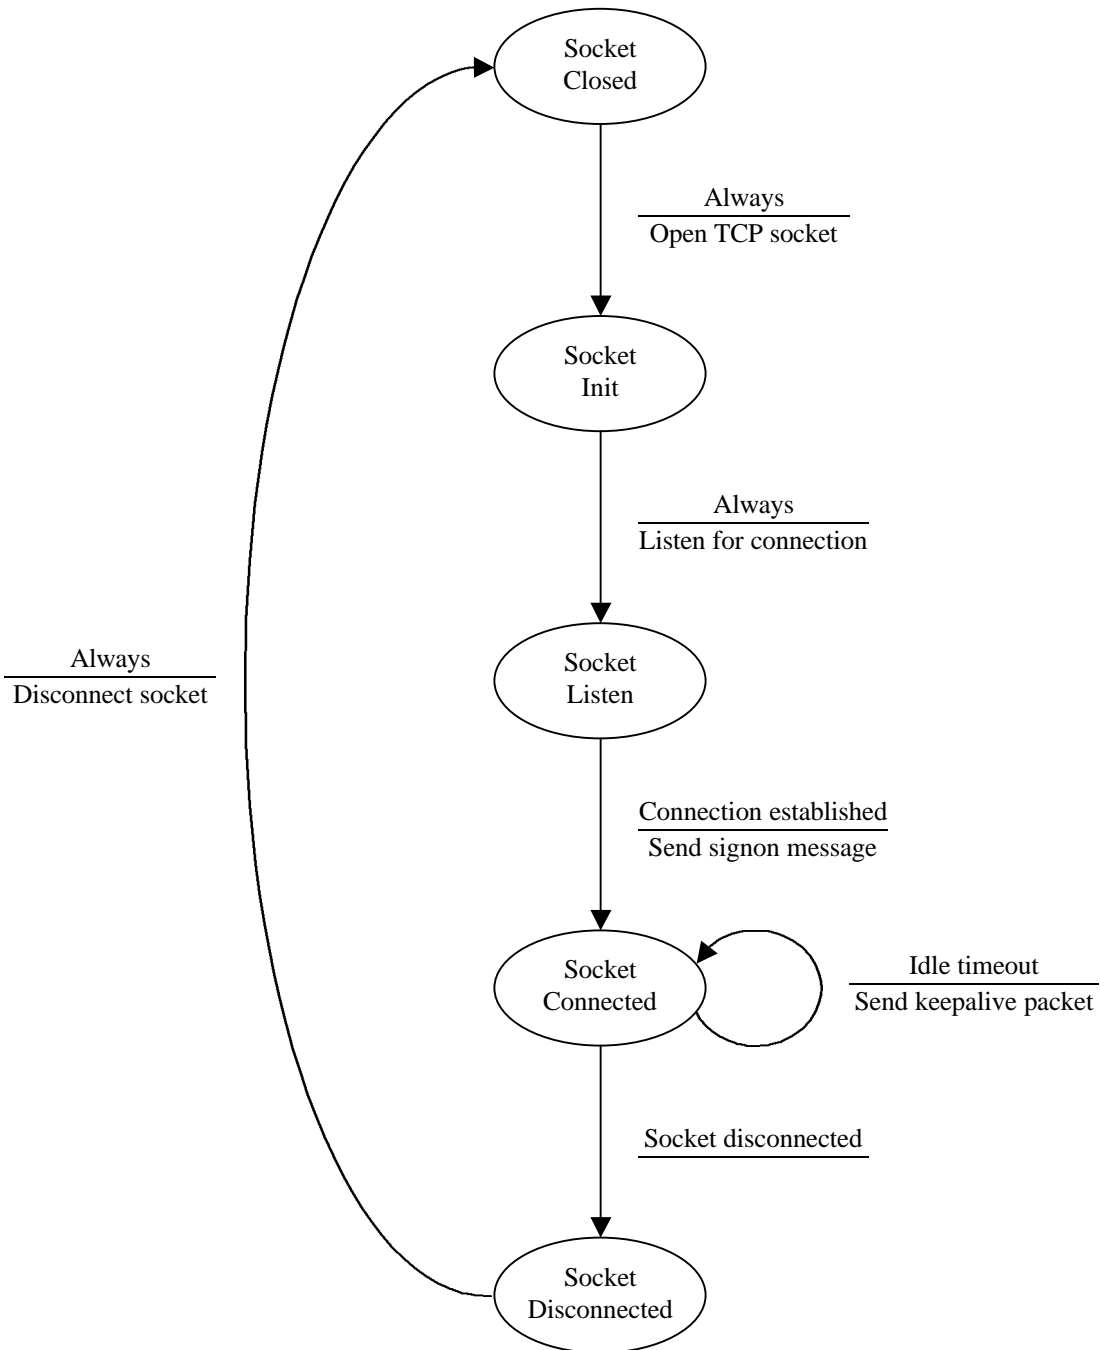 Socket
Closed
Always
Open TCP socket
Socket
Init
Always
Listen for connection
Always
Disconnect socket
Socket
Listen
Connection established
Send signon message
Socket
Connected
Idle timeout
Send keepalive packet
Socket disconnected
Socket
Disconnected